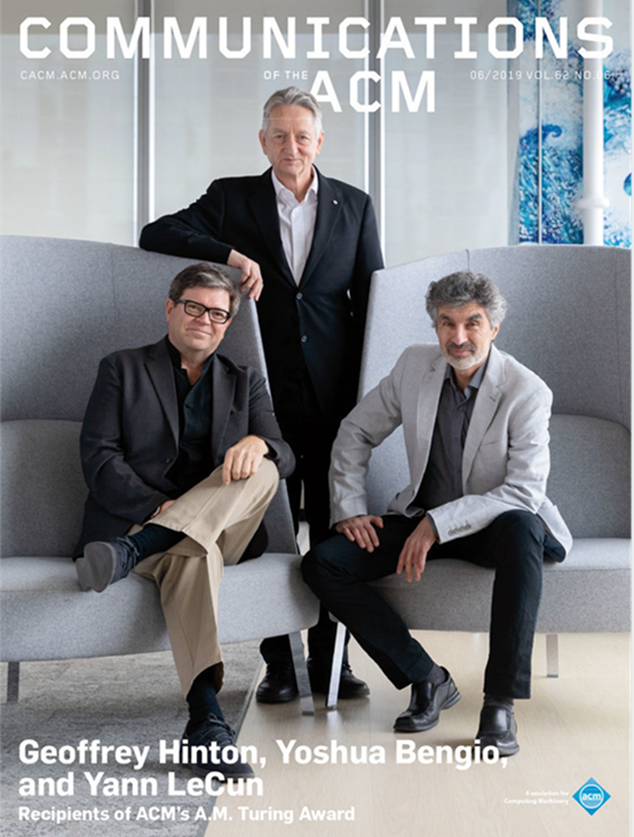 COMMUNICATIONS
CACM.ACM.ORG OF THE ACM 06/2019 VOL.62 NO.06
Geoffrey Hinton, Yoshua Bengio,
and Yann LeCun
Recipients of ACM's A.M. Turing Award
Association for
Computing Machinery
acm